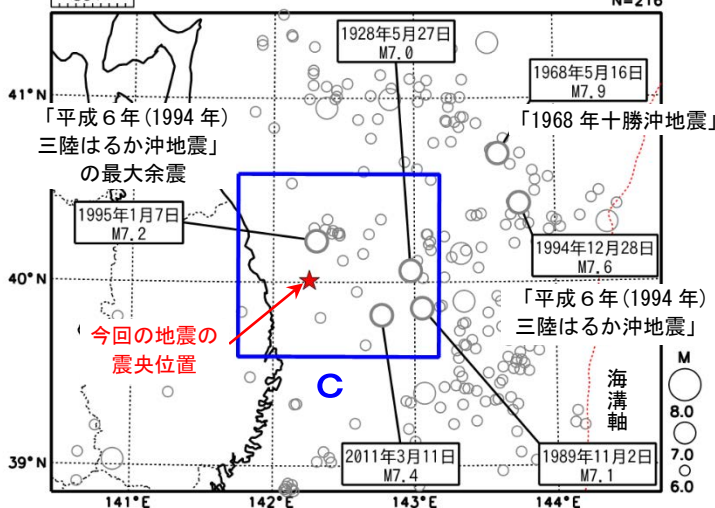 N=216
1928年5月27日
M7.0
41°N
1968年5月16日
M7.9
「平成６年(1994 年)
三陸はるか沖地震」
の最大余震
「1968 年十勝沖地震」
1995年1月7日
M7.2
1994年12月28日
M7.6
40°N
「平成６年(1994 年)
三陸はるか沖地震」
今回の地震の
震央位置
C
海溝軸
M
8.0
7.0
6.0
39°N
2011年3月11日
M7.4
1989年11月2日
M7.1
141°E
142°E
143°E
144°E